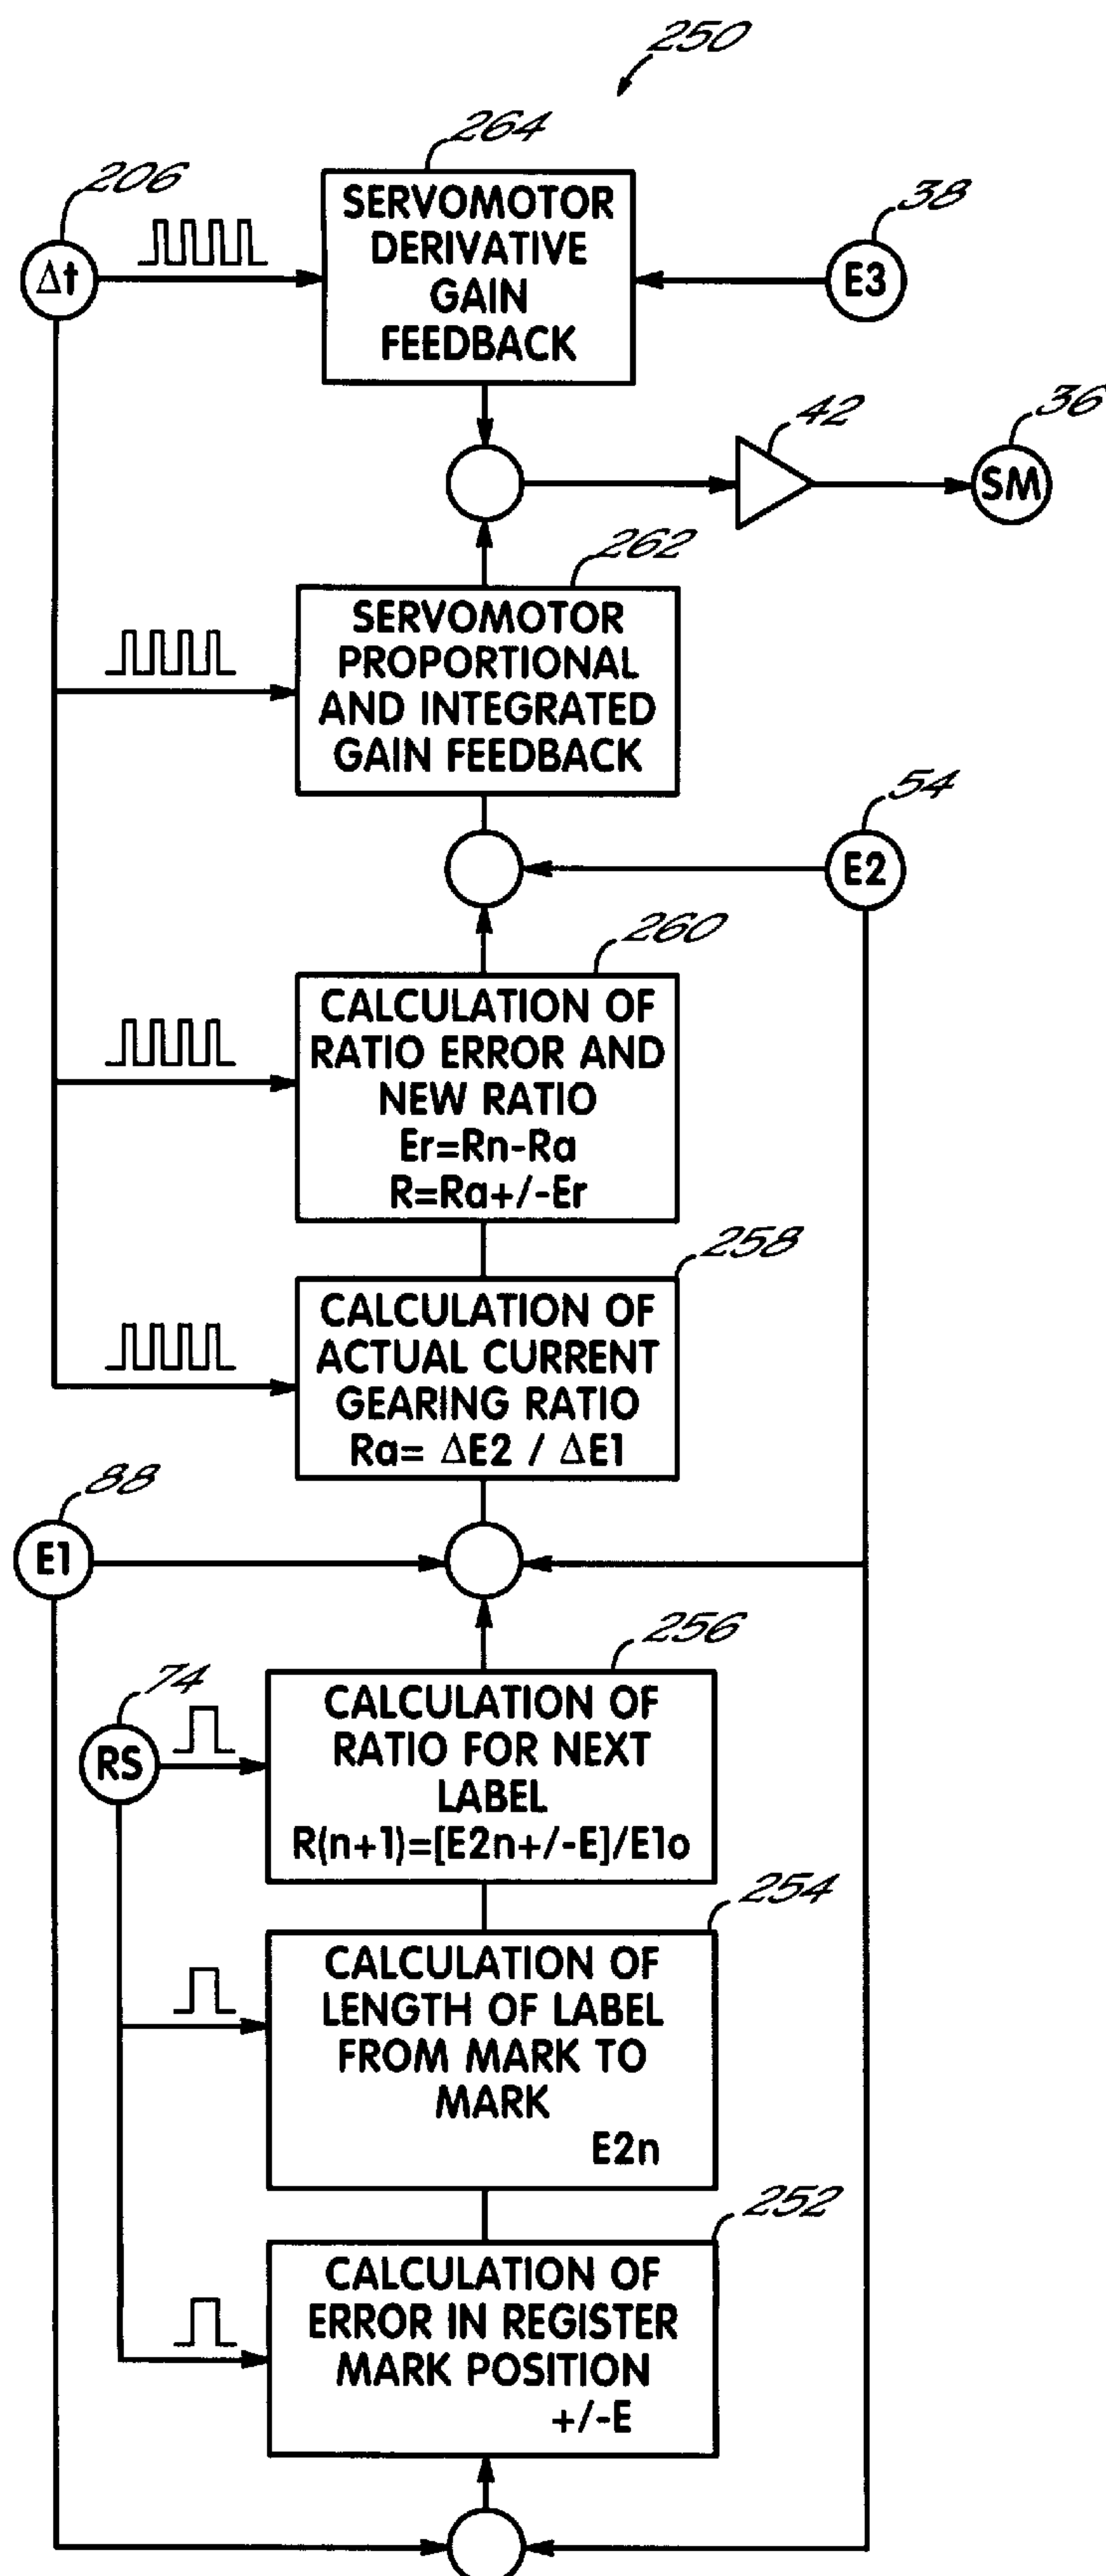 250
264
206
SERVOMOTOR
DERIVATIVE
GAIN
FEEDBACK
38
Δt
E3
42
36
SM
262
SERVOMOTOR
PROPORTIONAL
AND INTEGRATED
GAIN FEEDBACK
54
E2
260
CALCULATION OF
RATIO ERROR AND
NEW RATIO
Er=Rn-Ra
R=Ra+/-Er
258
CALCULATION OF
ACTUAL CURRENT
GEARING RATIO
Ra= ΔE2 / ΔE1
88
E1
256
74
RS
CALCULATION OF
RATIO FOR NEXT
LABEL
R(n+1)=[E2n+/-E]/E1o
254
CALCULATION OF
LENGTH OF LABEL
FROM MARK TO
MARK
E2n
252
CALCULATION OF
ERROR IN REGISTER
MARK POSITION
+/-E